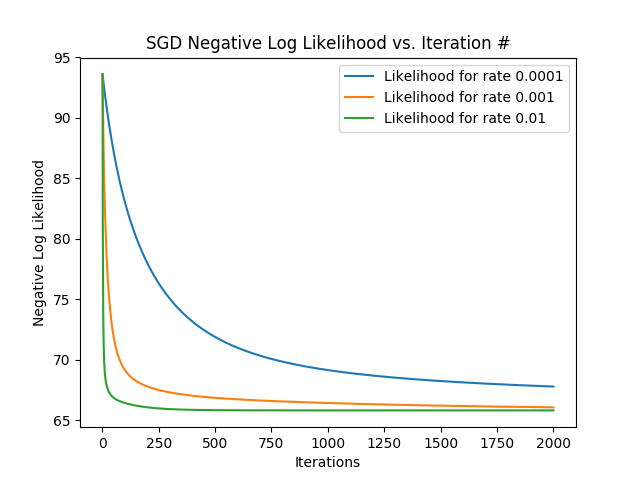 SGD Negative Log Likelihood vs. Iteration #
Likelihood for rate 0.0001
Likelihood for rate 0.001
Likelihood for rate 0.01
Negative Log Likelihood
95
90
85
80
75
70
65
0 250 500 750 1000 1250 1500 1750 2000
Iterations